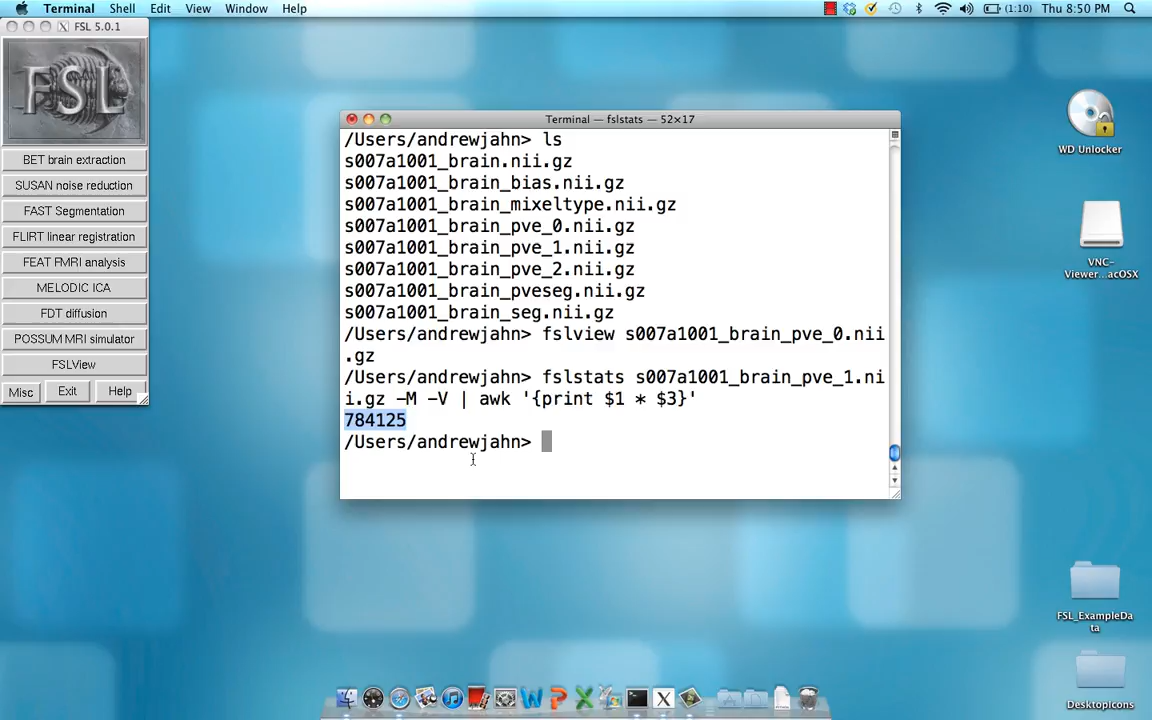 Terminal Shell Edit View Window Help (1:10) Thu 8:50 PM
X FSL 5.0.1
FSL
BET brain extraction
SUSAN noise reduction
FAST Segmentation
FLIRT linear registration
FEAT FMRI analysis
MELODIC ICA
FDT diffusion
POSSUM MRI simulator
FSLView
Misc Exit Help
Terminal — fslstats — 52×17
/Users/andrewjahn> ls
s007a1001_brain.nii.gz
s007a1001_brain_bias.nii.gz
s007a1001_brain_mixeltype.nii.gz
s007a1001_brain_pve_0.nii.gz
s007a1001_brain_pve_1.nii.gz
s007a1001_brain_pve_2.nii.gz
s007a1001_brain_pveseg.nii.gz
s007a1001_brain_seg.nii.gz
/Users/andrewjahn> fslview s007a1001_brain_pve_0.nii
.gz
/Users/andrewjahn> fslstats s007a1001_brain_pve_1.ni
i.gz -M -V | awk '{print $1 * $3}'
784125
/Users/andrewjahn>
WD Unlocker
VNC-
Viewer...acOSX
FSL_ExampleDa
ta
DesktopIcons